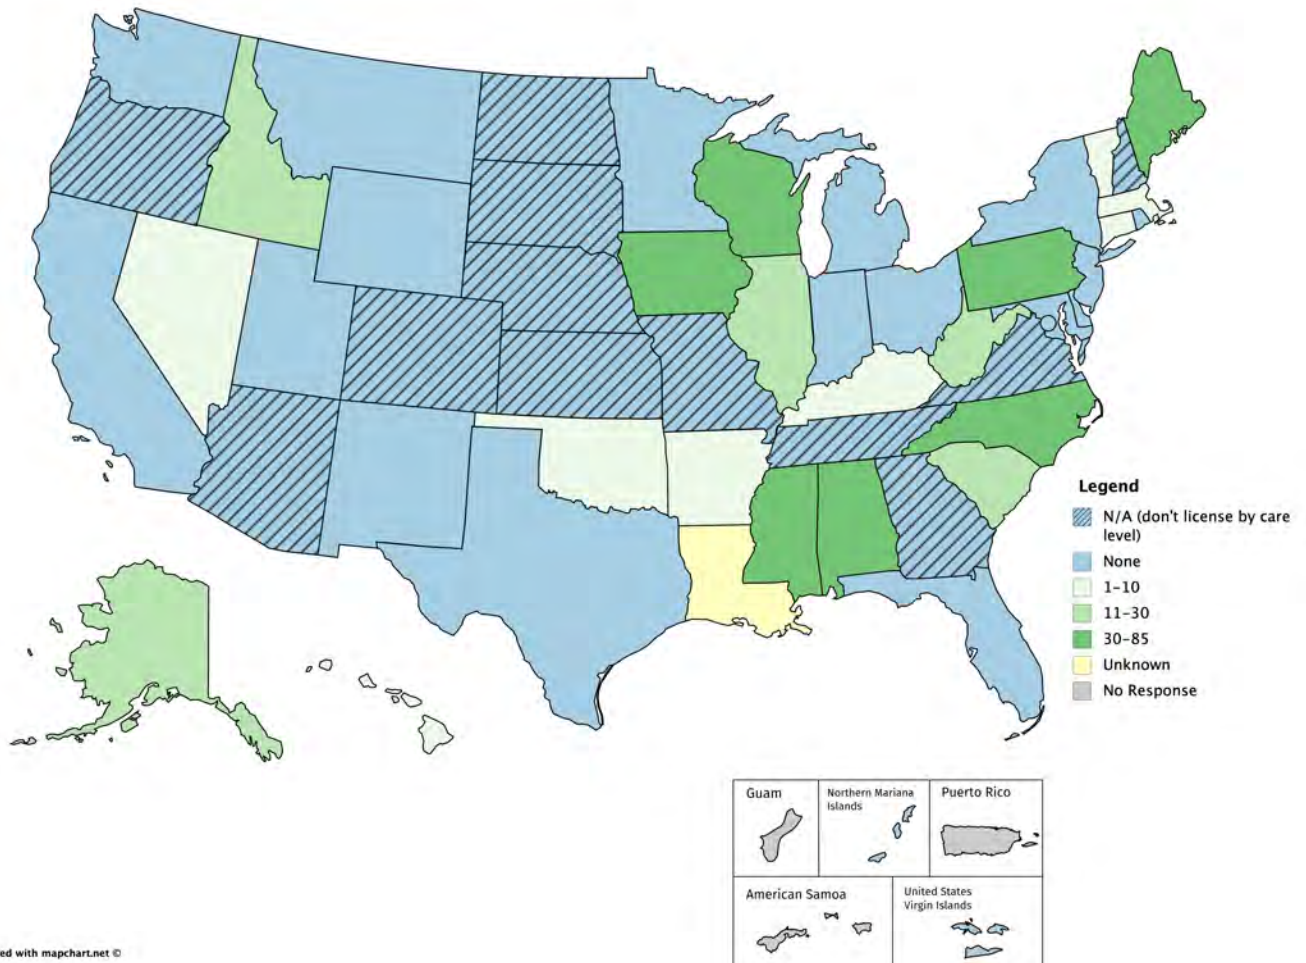 Legend
N/A (don't license by care
level)
None
1-10
11-30
30-85
Unknown
No Response
Guam
Northern Mariana
Islands
Puerto Rico
American Samoa
United States
Virgin Islands
ed with mapchart.net ©